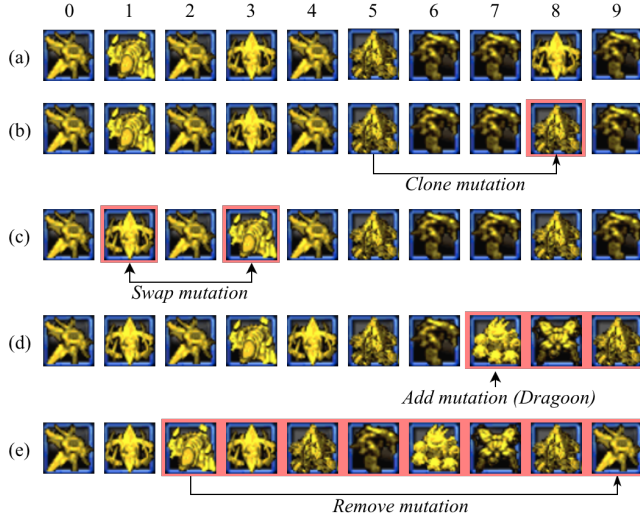 0 1 2 3 4 5 6 7 8 9
(a)
(b)
Clone mutation
(c)
Swap mutation
(d)
Add mutation (Dragoon)
(e)
Remove mutation